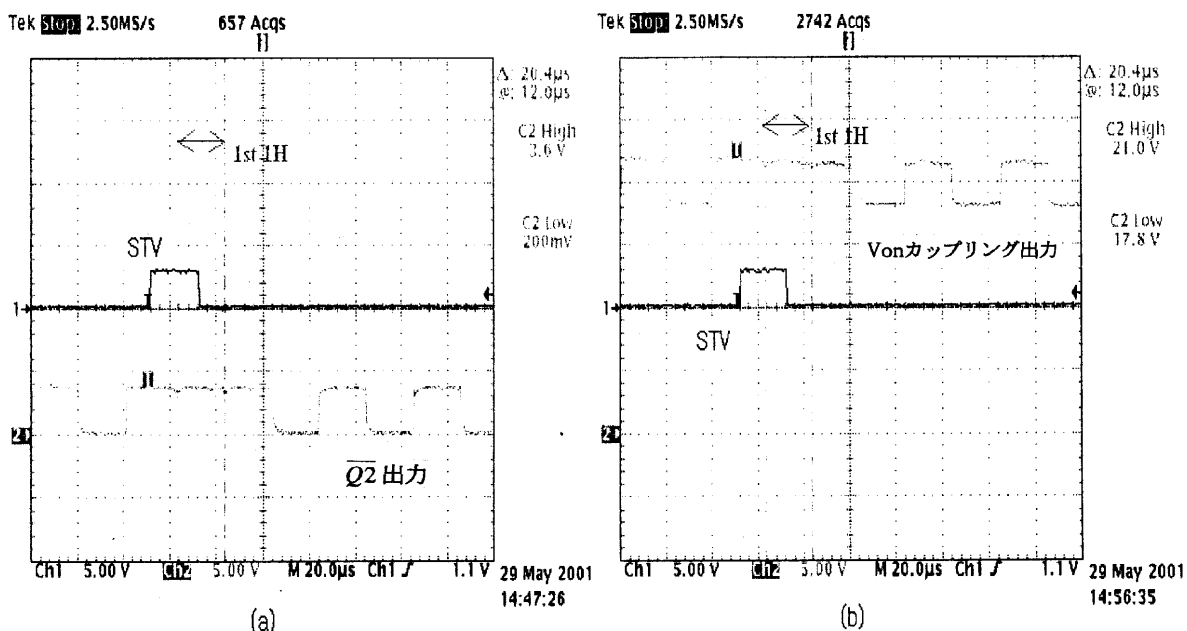 Tek Stop 2.50MS/s 657 Acqs
Δ: 20.4µs
@: 12.0µs
C2 High
3.6 V
C2 Low
200mV
1st 1H
STV
1
2
Q2 出力
Ch1 5.00 V Ch2 5.00 V M 20.0µs Ch1 ƒ 1.1 V
29 May 2001
14:47:26
(a)
Tek Stop 2.50MS/s 2742 Acqs
Δ: 20.4µs
@: 12.0µs
C2 High
21.0 V
C2 Low
17.8 V
1st 1H
Vonカップリング出力
1
STV
2
Ch1 5.00 V Ch2 5.00 V M 20.0µs Ch1 ƒ 1.1 V
29 May 2001
14:56:35
(b)